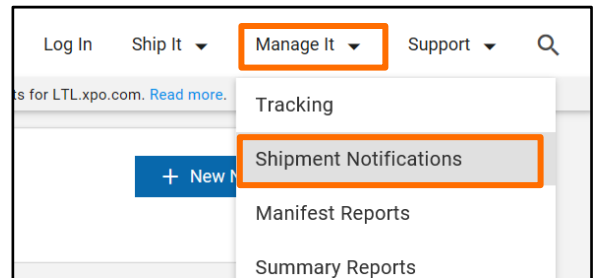 Log In Ship It Manage It Support
ts for LTL.xpo.com. Read more.
Tracking
Shipment Notifications
+ New
Manifest Reports
Summary Reports